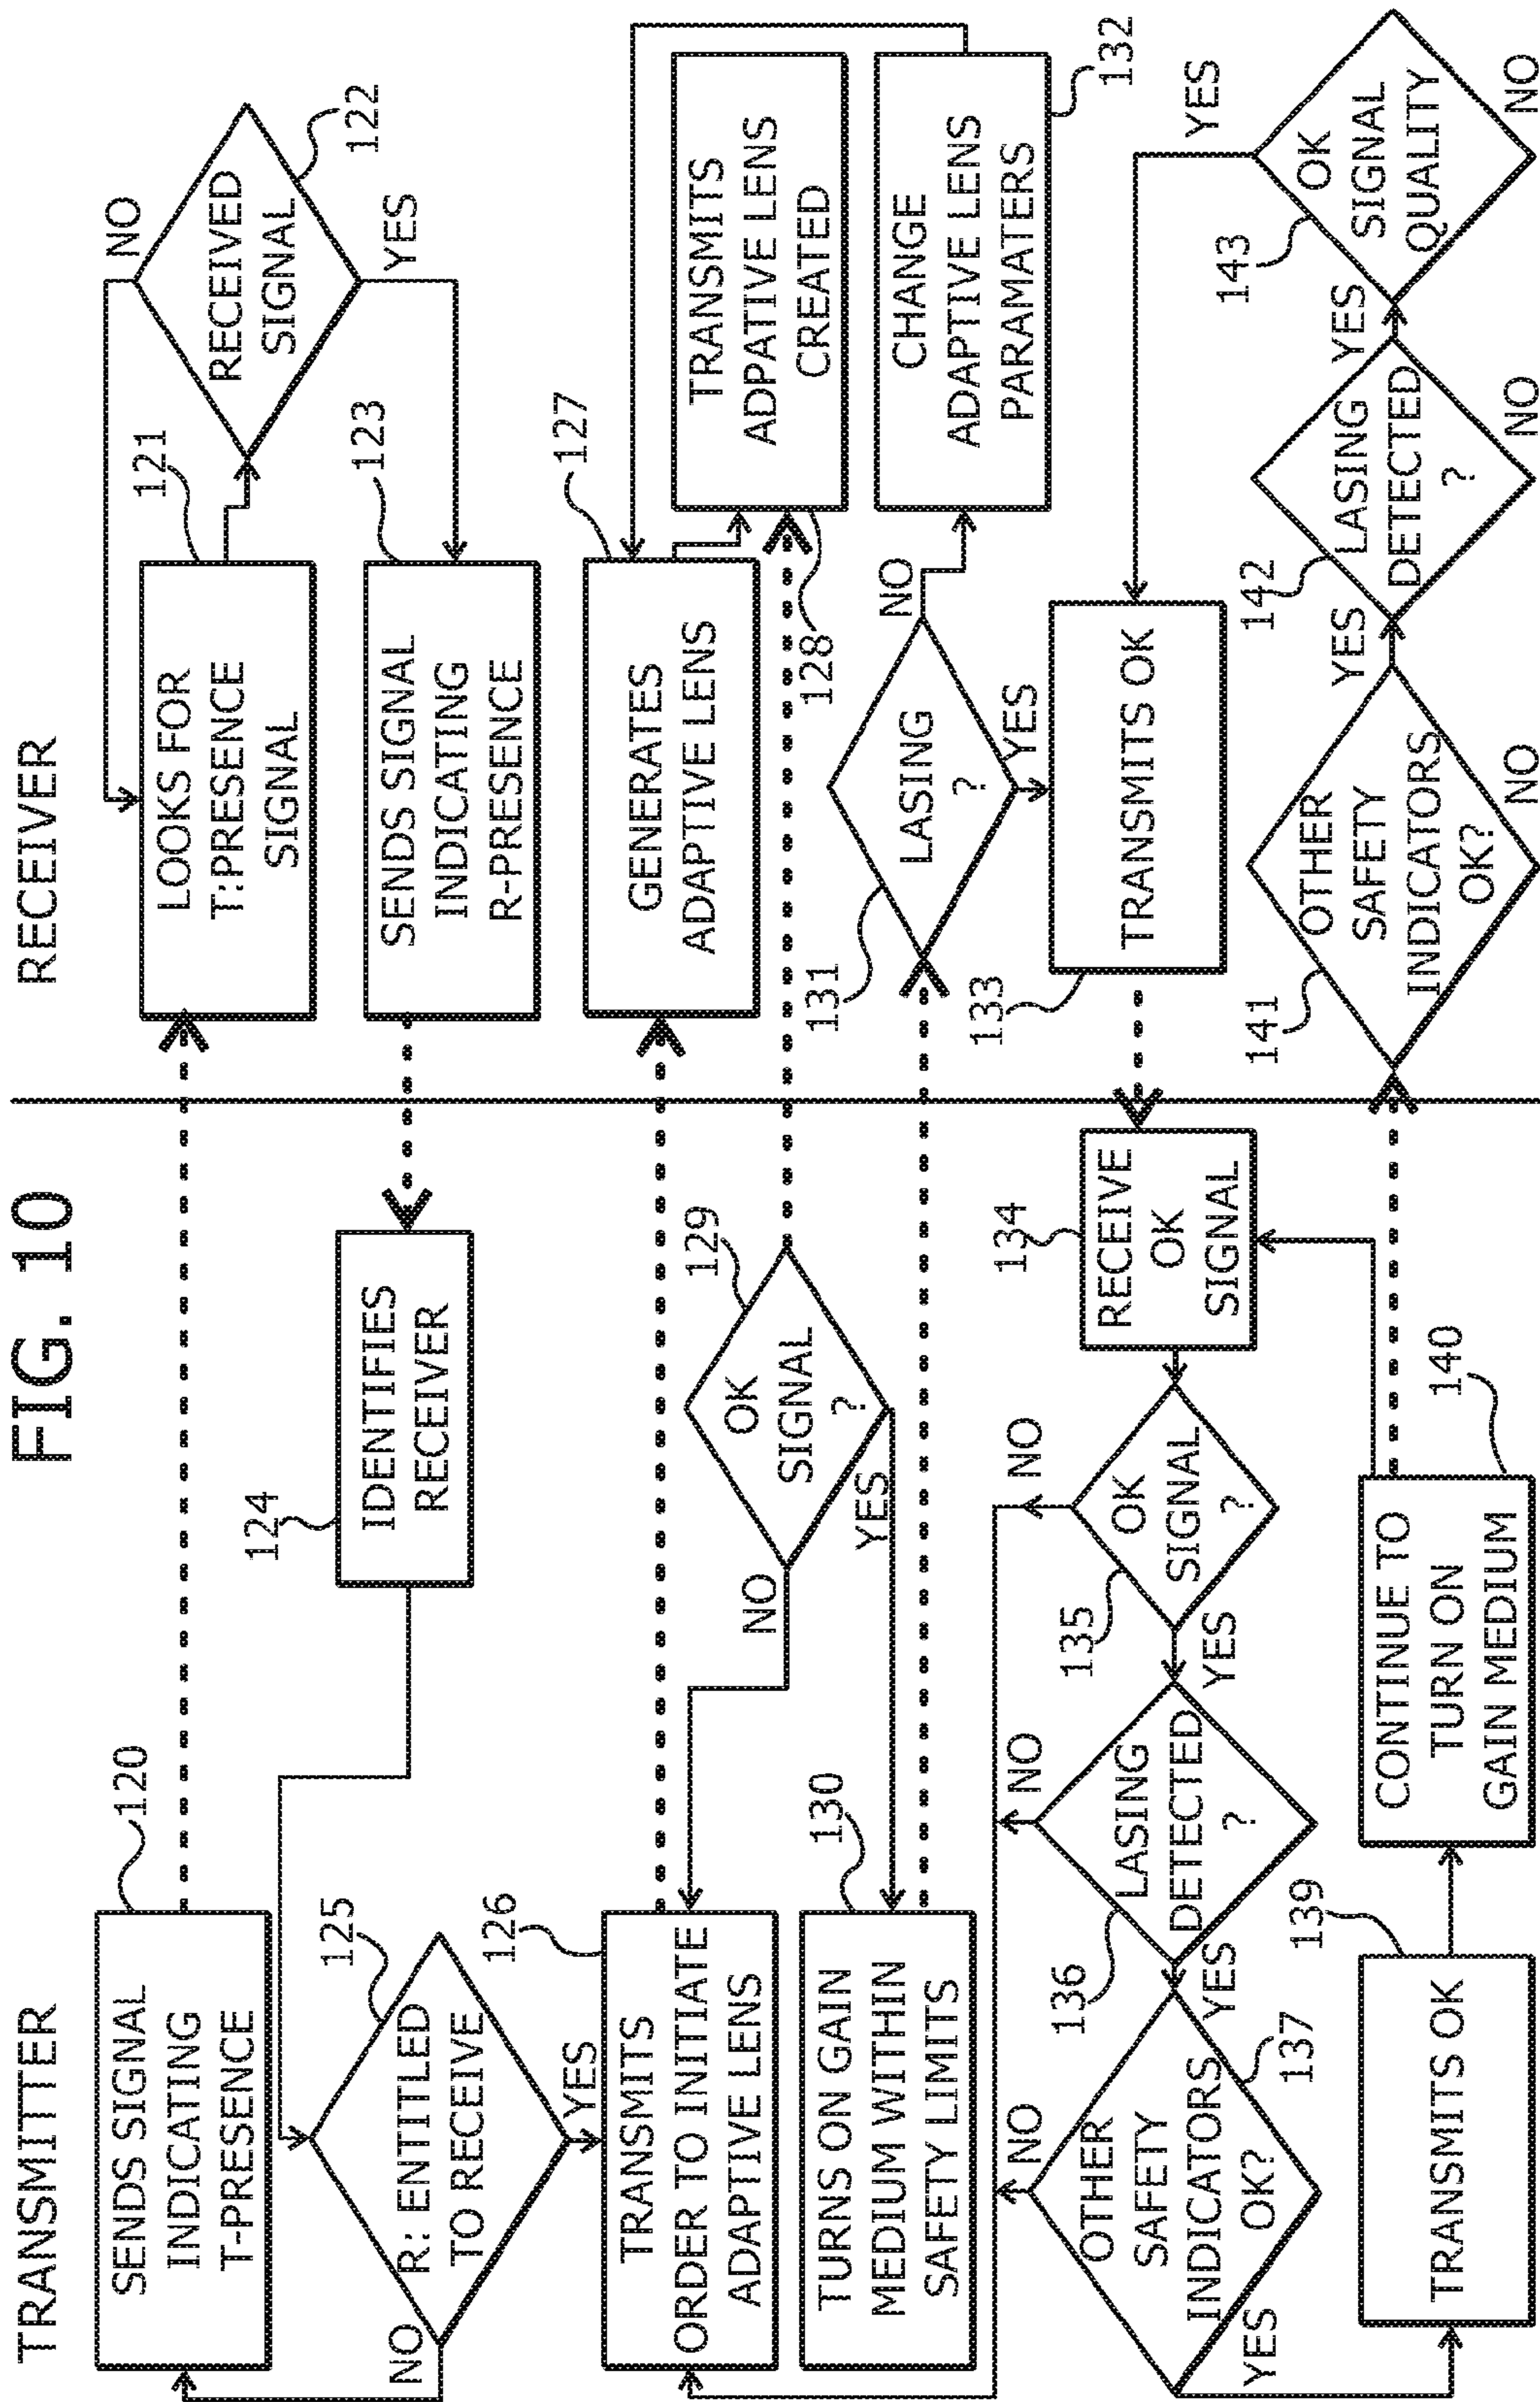 FIG. 10
TRANSMITTER
RECEIVER
SENDS SIGNAL
INDICATING
T-PRESENCE
120
LOOKS FOR
T:PRESENCE
SIGNAL
121
RECEIVED
SIGNAL
122
NO
YES
SENDS SIGNAL
INDICATING
R-PRESENCE
123
IDENTIFIES
RECEIVER
124
R: ENTITLED
TO RECEIVE
125
NO
YES
TRANSMITS
ORDER TO INITIATE
ADAPTIVE LENS
126
GENERATES
ADAPTIVE LENS
127
TRANSMITS
ADPATIVE LENS
CREATED
128
OK
SIGNAL
?
129
NO
YES
TURNS ON GAIN
MEDIUM WITHIN
SAFETY LIMITS
130
LASING
?
131
NO
YES
CHANGE
ADAPTIVE LENS
PARAMATERS
132
TRANSMITS OK
133
RECEIVE
OK
SIGNAL
134
OK
SIGNAL
?
135
NO
YES
LASING
DETECTED
?
136
NO
YES
OTHER
SAFETY
INDICATORS
OK?
137
NO
YES
TRANSMITS OK
139
CONTINUE TO
TURN ON
GAIN MEDIUM
140
OTHER
SAFETY
INDICATORS
OK?
141
YES
NO
LASING
DETECTED
?
142
YES
NO
OK
SIGNAL
QUALITY
143
YES
NO